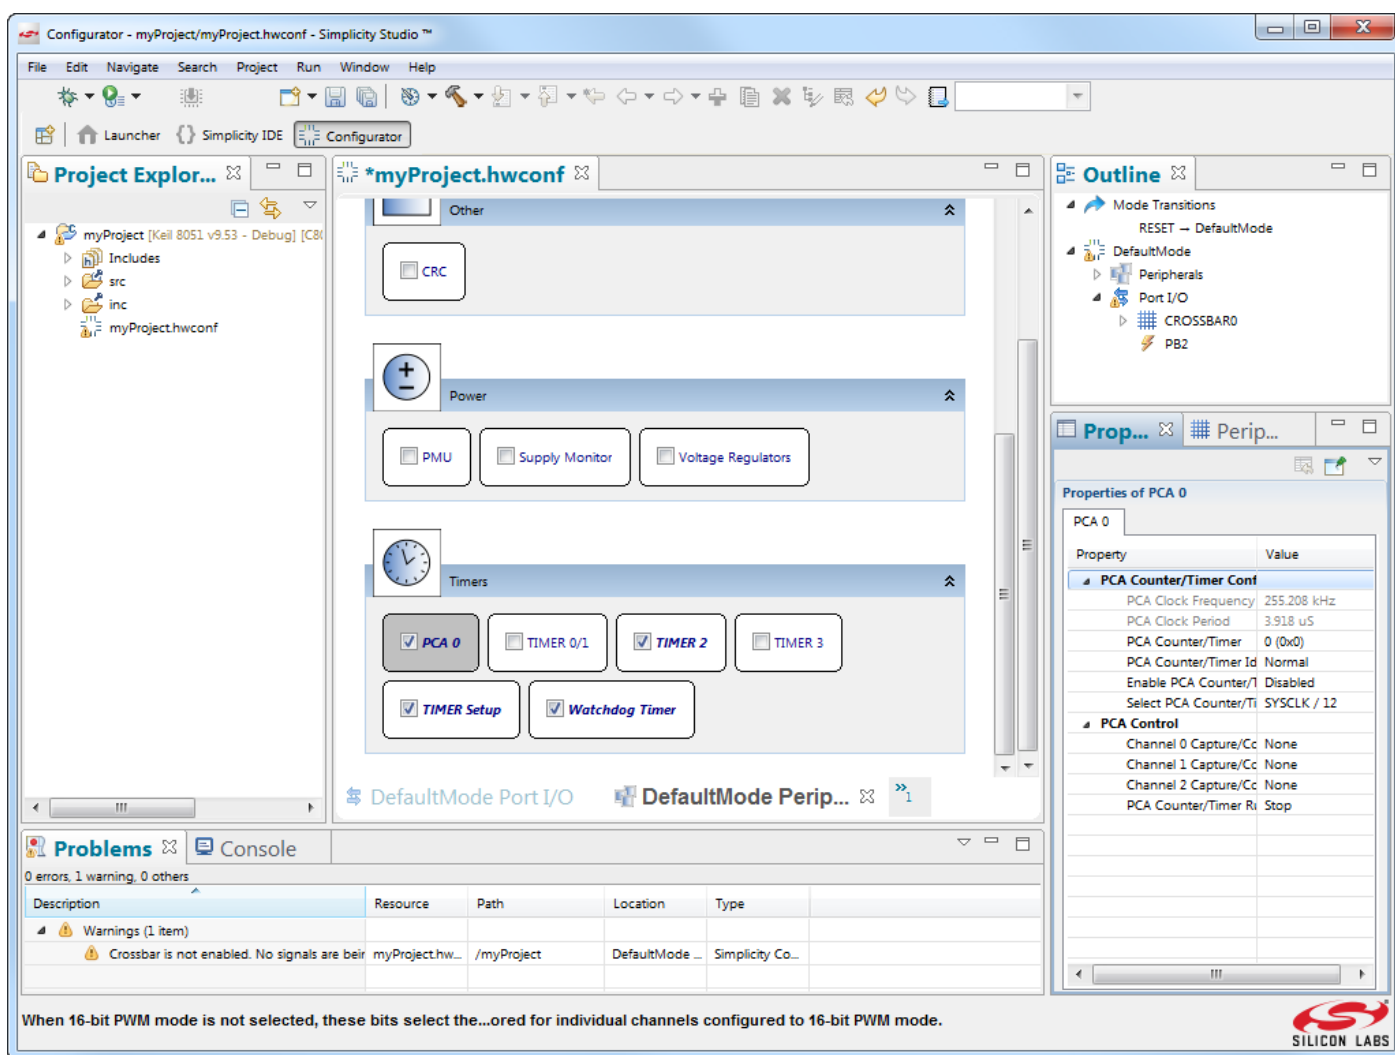 Configurator - myProject/myProject.hwconf - Simplicity Studio ™
File Edit Navigate Search Project Run Window Help
Launcher {} Simplicity IDE Configurator
Project Explor...
myProject [Keil 8051 v9.53 - Debug] [C8
Includes
src
inc
myProject.hwconf
*myProject.hwconf
Other
CRC
Power
PMU Supply Monitor Voltage Regulators
Timers
PCA 0 TIMER 0/1 TIMER 2 TIMER 3
TIMER Setup Watchdog Timer
DefaultMode Port I/O DefaultMode Perip... »1
Outline
Mode Transitions
RESET → DefaultMode
DefaultMode
Peripherals
Port I/O
CROSSBAR0
PB2
Prop... Perip...
Properties of PCA 0
PCA 0
Property Value
PCA Counter/Timer Conf
PCA Clock Frequency 255.208 kHz
PCA Clock Period 3.918 uS
PCA Counter/Timer 0 (0x0)
PCA Counter/Timer Id Normal
Enable PCA Counter/T Disabled
Select PCA Counter/Ti SYSCLK / 12
PCA Control
Channel 0 Capture/Cc None
Channel 1 Capture/Cc None
Channel 2 Capture/Cc None
PCA Counter/Timer Ru Stop
Problems Console
0 errors, 1 warning, 0 others
Description Resource Path Location Type
Warnings (1 item)
Crossbar is not enabled. No signals are beir myProject.hw... /myProject DefaultMode ... Simplicity Co...
When 16-bit PWM mode is not selected, these bits select the...ored for individual channels configured to 16-bit PWM mode.
SILICON LABS